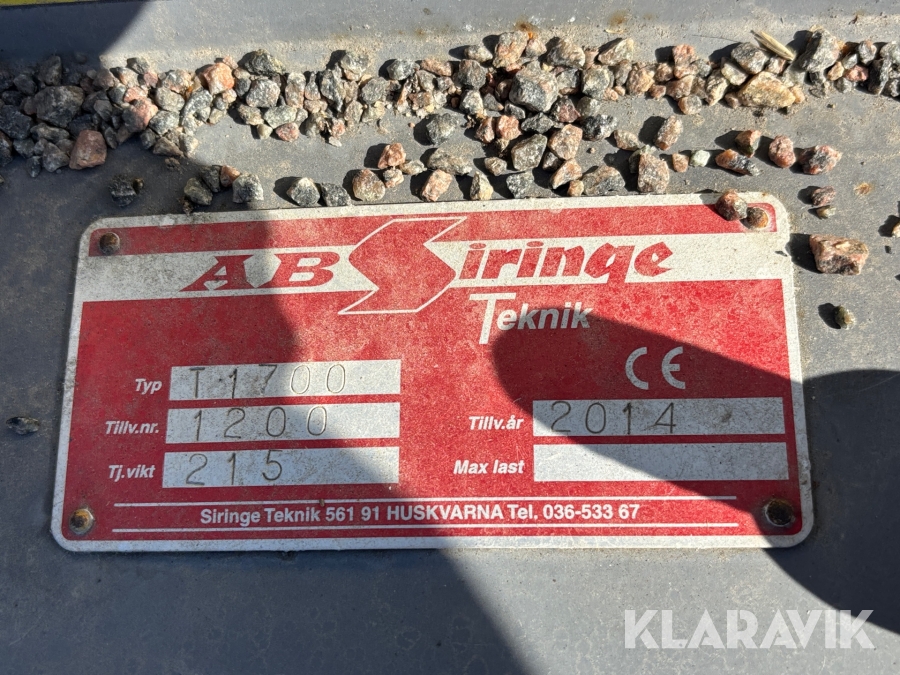 AB Siringe
Teknik
CE
Typ T1700
Tillv.nr. 1200 Tillv.år 2014
Tj.vikt 215 Max last
Siringe Teknik 561 91 HUSKVARNA Tel. 036-533 67
KLARAVIK